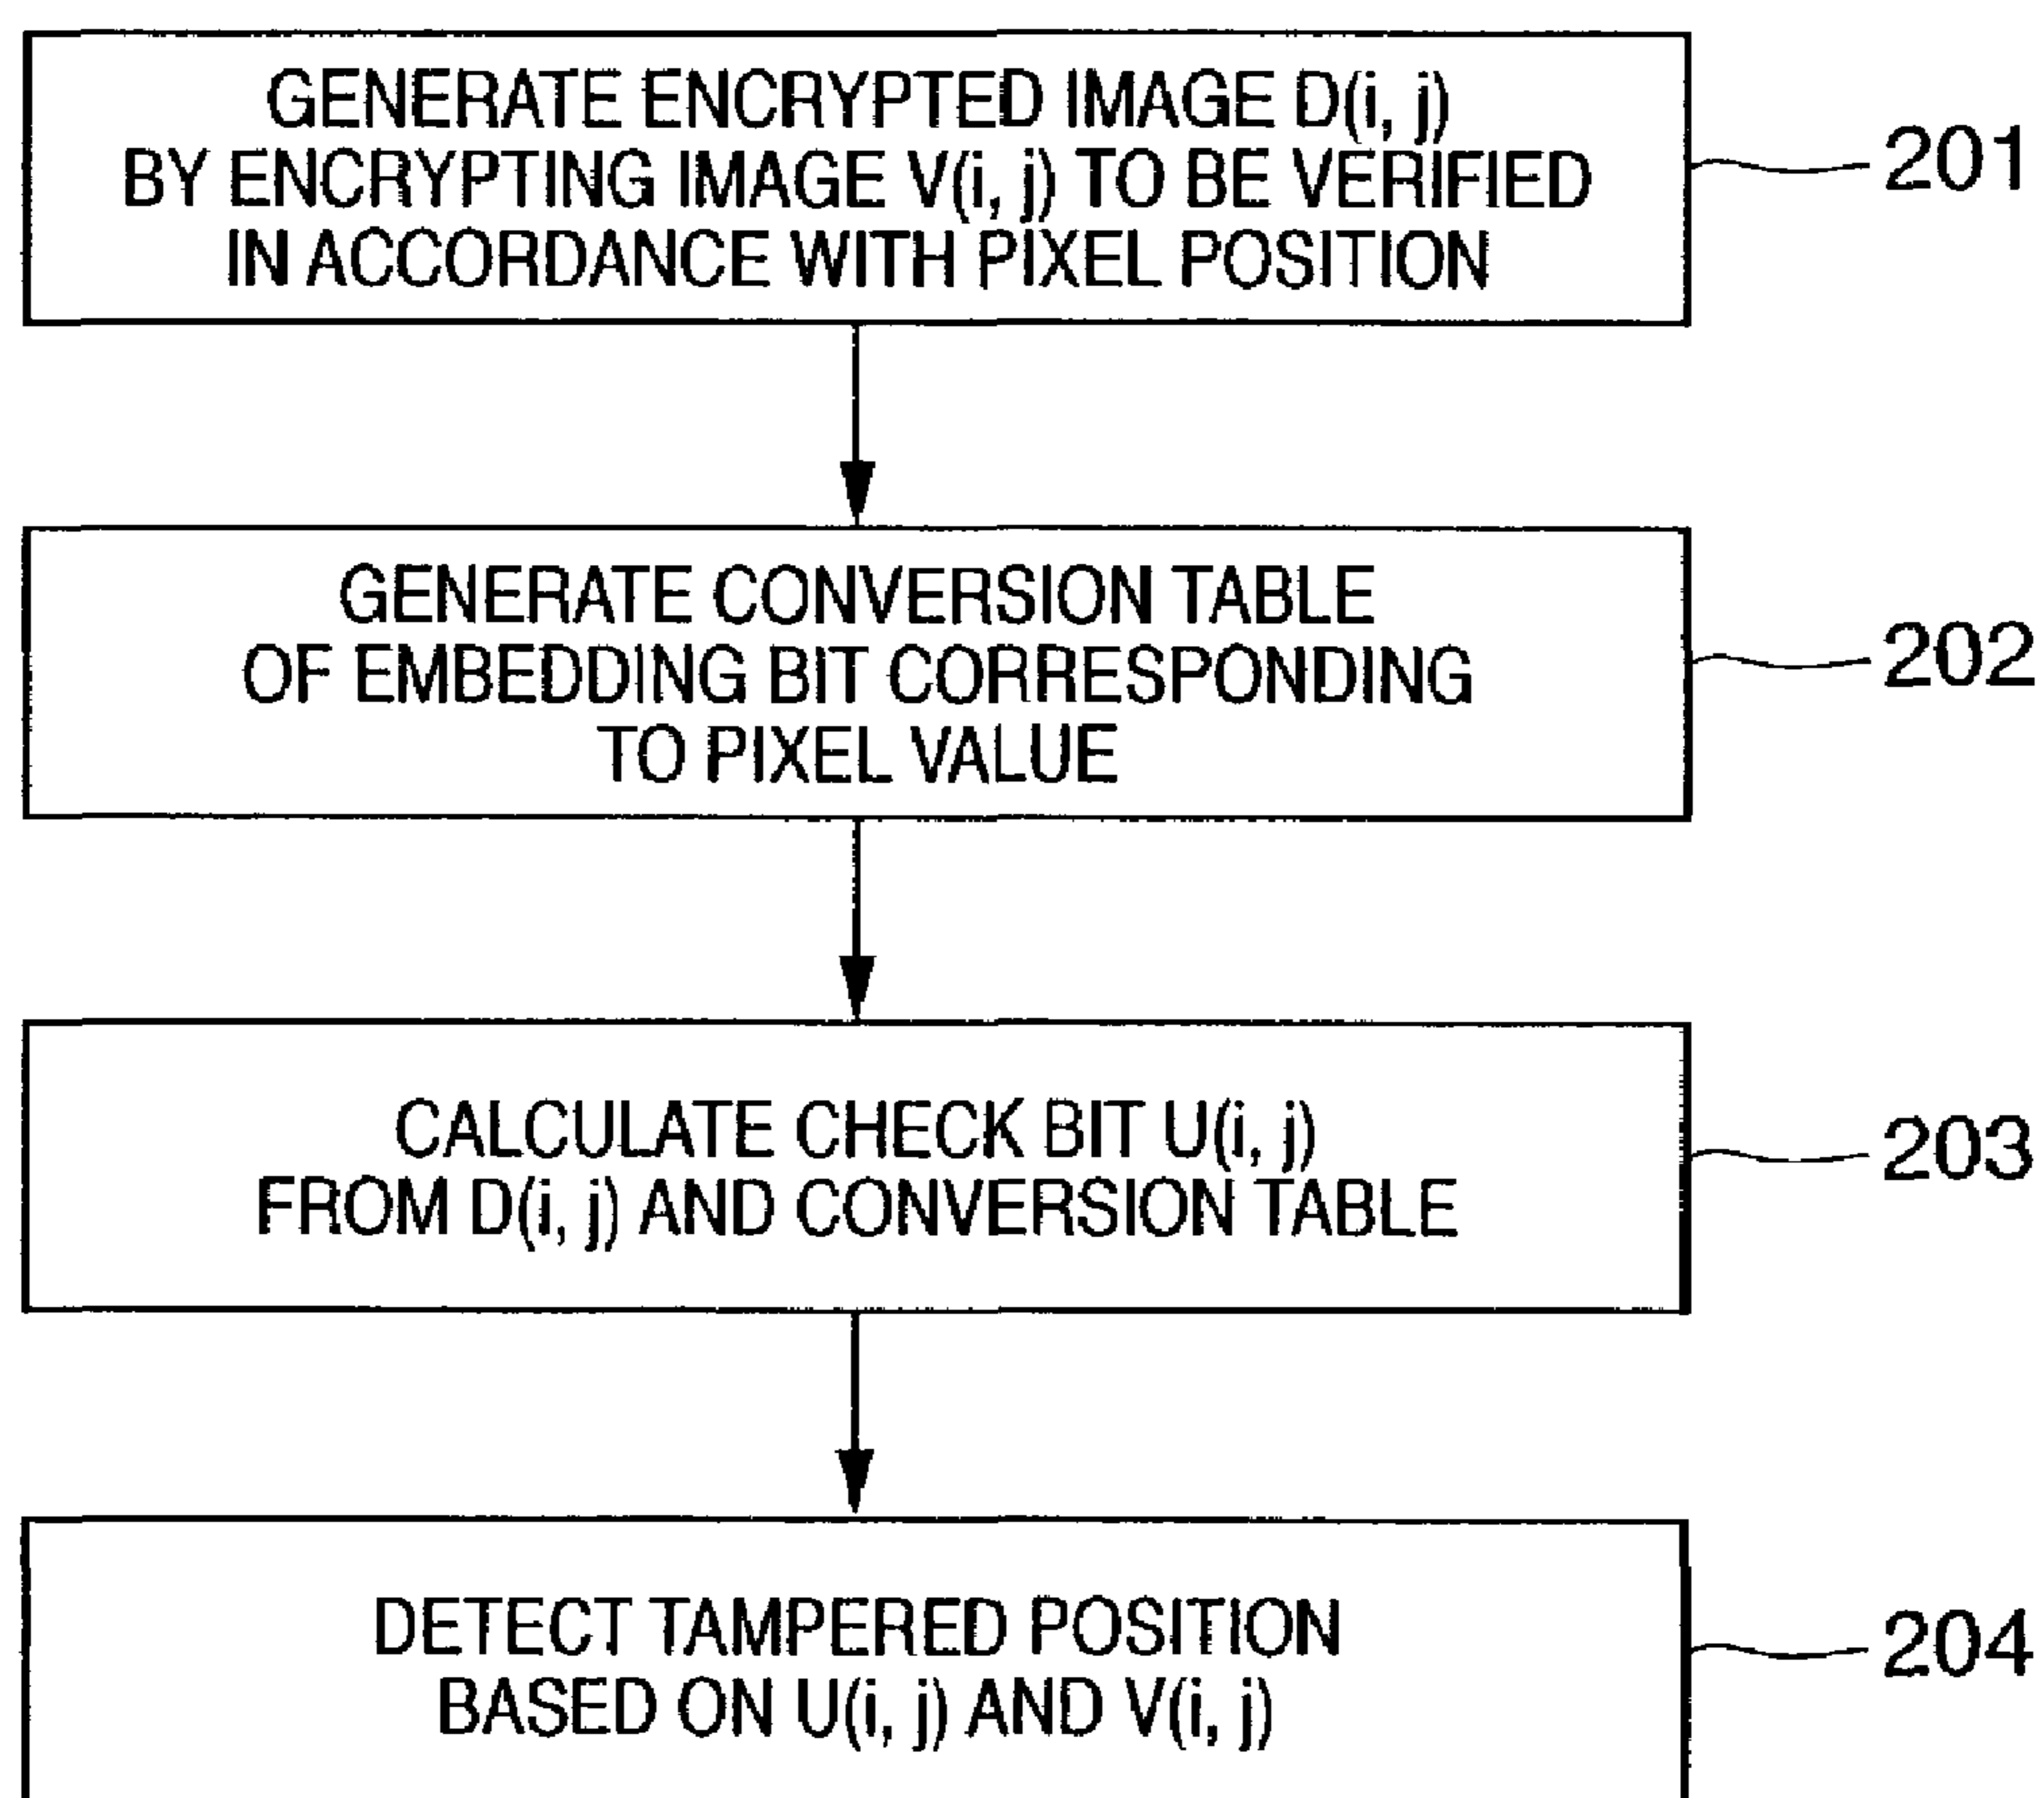 GENERATE ENCRYPTED IMAGE D(i, j)
BY ENCRYPTING IMAGE V(i, j) TO BE VERIFIED
IN ACCORDANCE WITH PIXEL POSITION
201
GENERATE CONVERSION TABLE
OF EMBEDDING BIT CORRESPONDING
TO PIXEL VALUE
202
CALCULATE CHECK BIT U(i, j)
FROM D(i, j) AND CONVERSION TABLE
203
DETECT TAMPERED POSITION
BASED ON U(i, j) AND V(i, j)
204